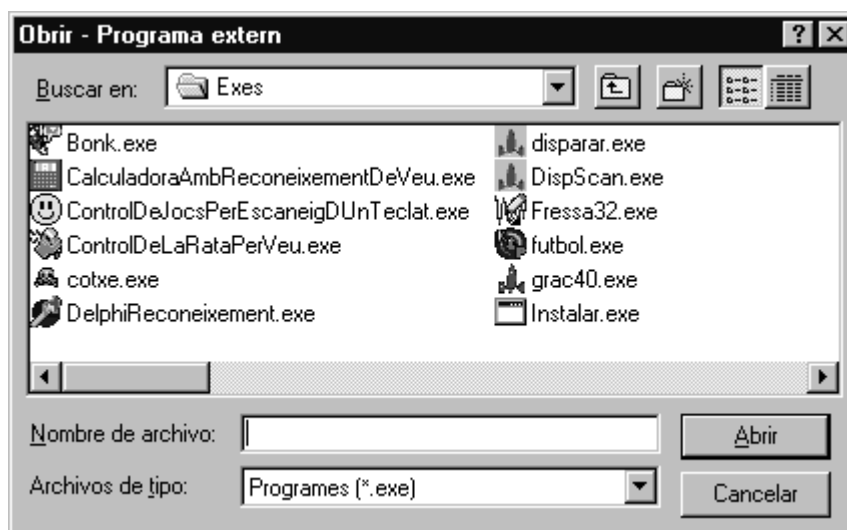 Obrir - Programa extern
Buscar en: Exes
Bonk.exe
CalculadoraAmbReconeixementDeVeu.exe
ControlDeJocsPerEscaneigDUnTeclat.exe
ControlDeLaRataPerVeu.exe
cotxe.exe
DelphiReconeixement.exe
disparar.exe
DispScan.exe
Fressa32.exe
futbol.exe
grac40.exe
Instalar.exe
Nombre de archivo:
Abrir
Archivos de tipo: Programes (*.exe)
Cancelar